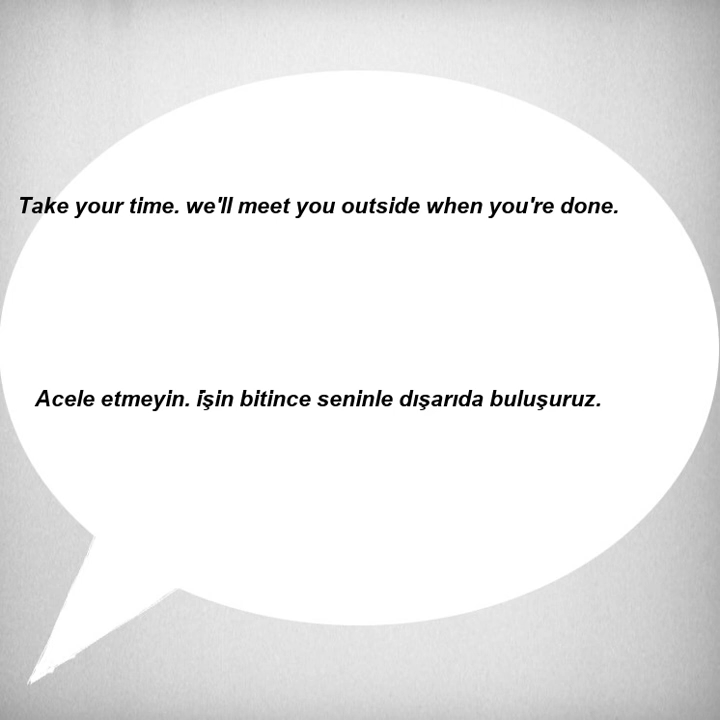 Take your time. we'll meet you outside when you're done.
Acele etmeyin. i̇şin bitince seninle dışarıda buluşuruz.